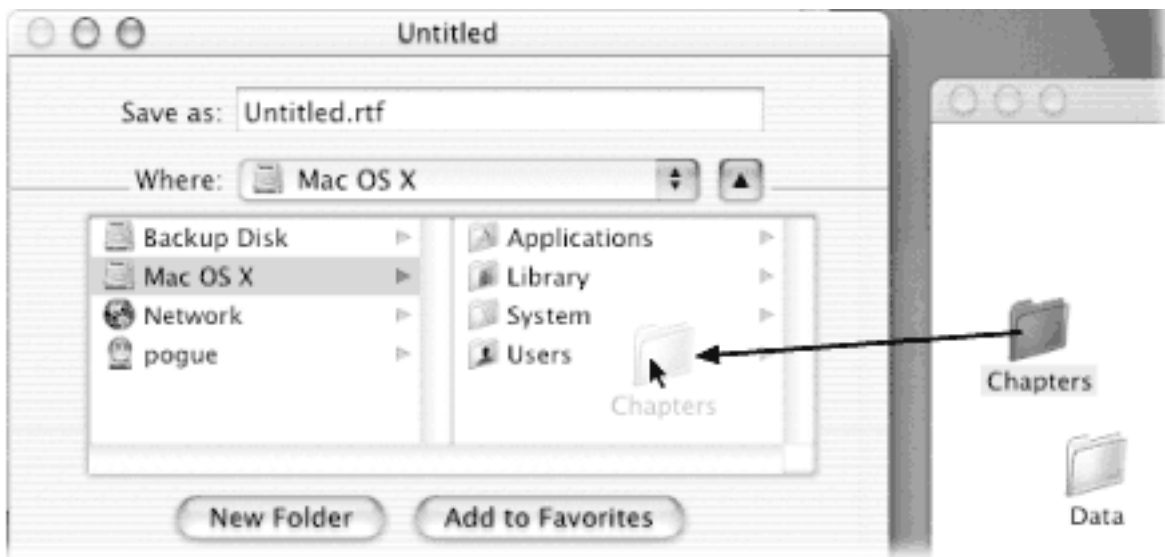 Untitled
Save as: Untitled.rtf
Where: Mac OS X
Backup Disk
Mac OS X
Network
pogue
Applications
Library
System
Users
Chapters
Chapters
Data
New Folder
Add to Favorites